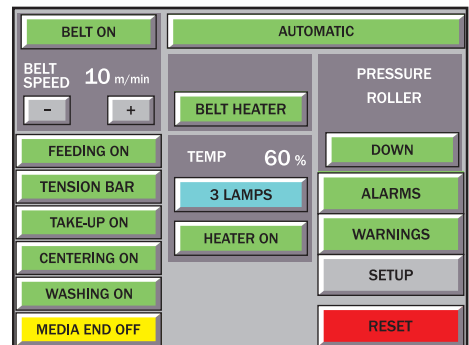 BELT ON
AUTOMATIC
BELT
SPEED 10 m/min
- +
BELT HEATER
PRESSURE
ROLLER
FEEDING ON
TEMP 60 %
DOWN
TENSION BAR
3 LAMPS
ALARMS
TAKE-UP ON
HEATER ON
WARNINGS
CENTERING ON
SETUP
WASHING ON
MEDIA END OFF
RESET